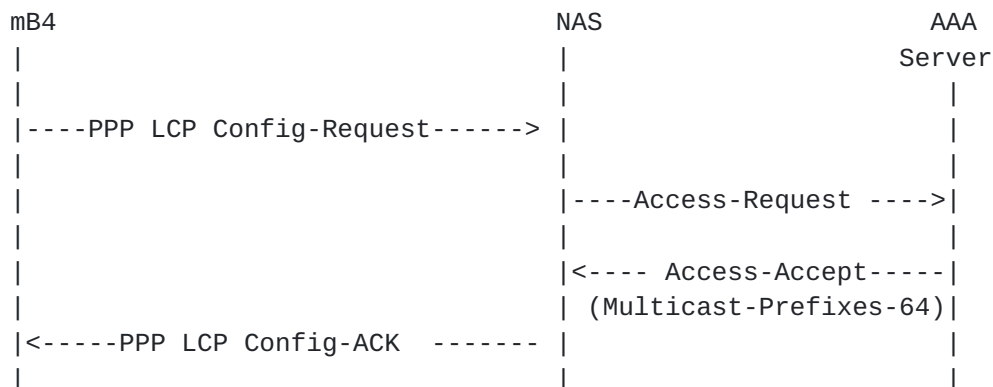 mB4                                 NAS                     AAA
|                                   |                     Server
|                                   |                         |
|----PPP LCP Config-Request------> |                         |
|                                   |                         |
|                                   |----Access-Request ---->|
|                                   |                         |
|                                   |<---- Access-Accept-----|
|                                   | (Multicast-Prefixes-64)|
|<-----PPP LCP Config-ACK  ------- |                         |
|                                   |                         |